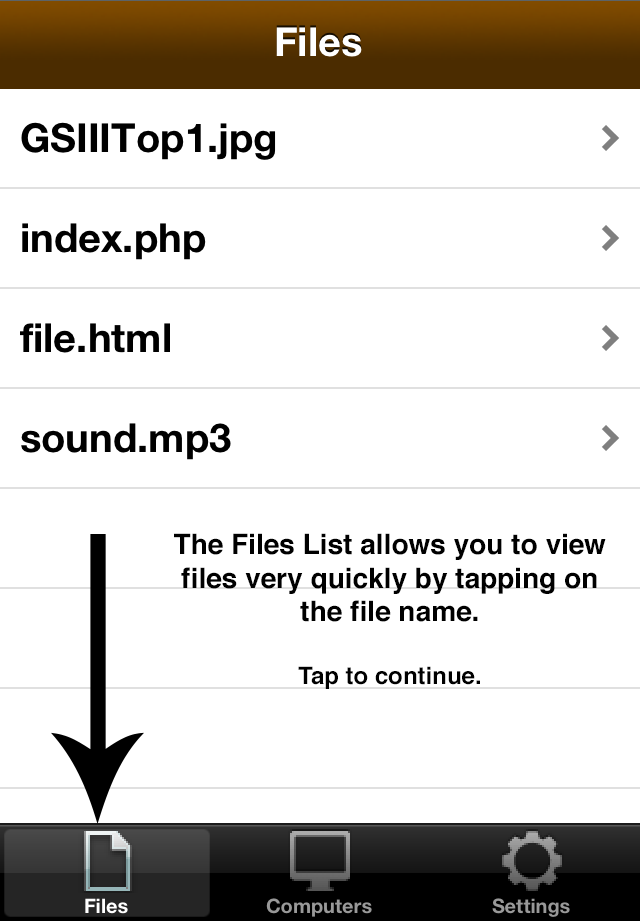 Files
GSIIITop1.jpg
index.php
file.html
sound.mp3
The Files List allows you to view
files very quickly by tapping on
the file name.
Tap to continue.
Files
Computers
Settings